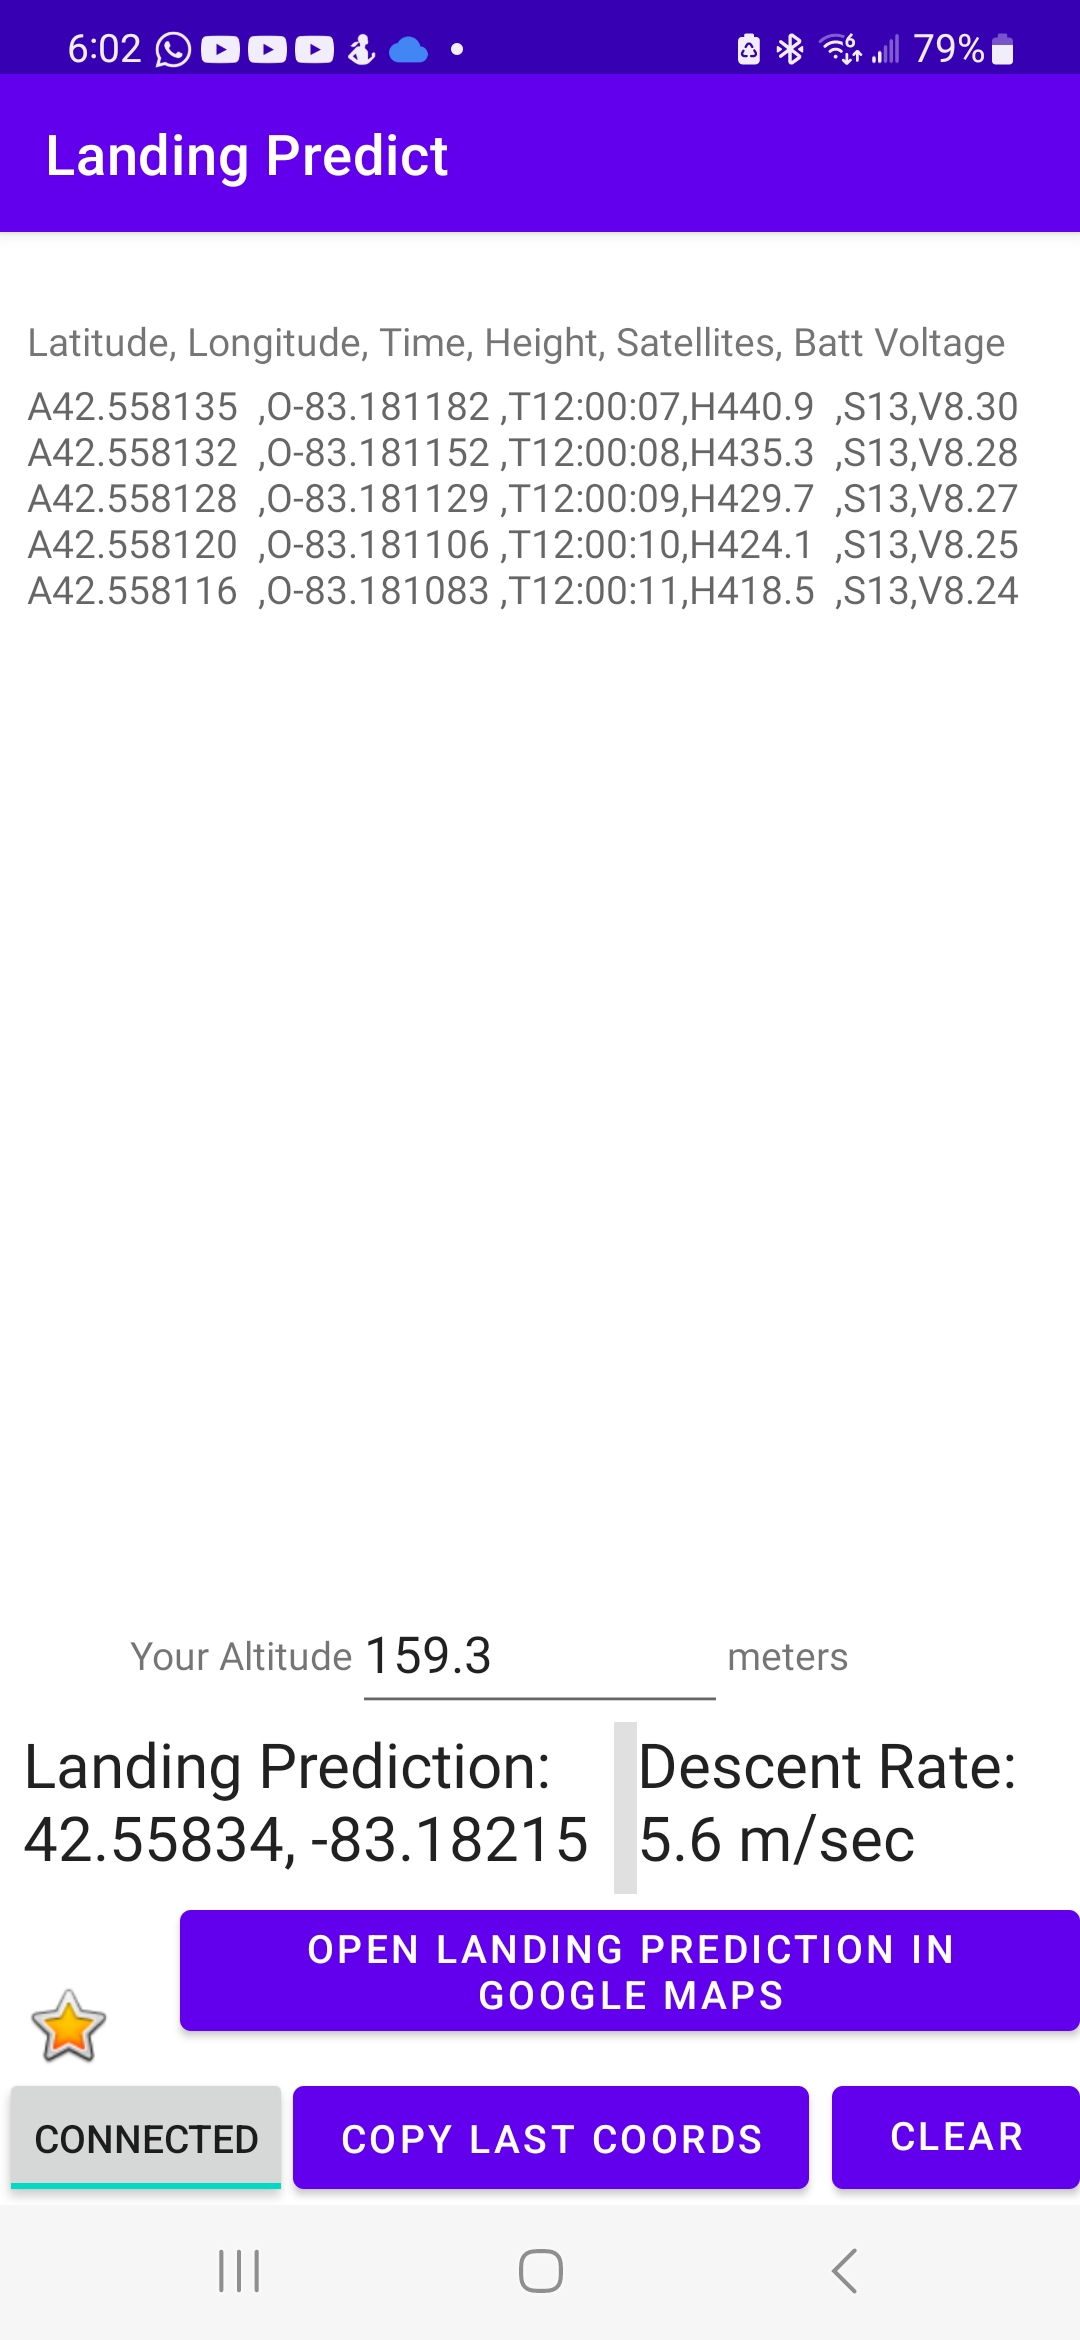 6:02 79%
Landing Predict
Latitude, Longitude, Time, Height, Satellites, Batt Voltage
A42.558135 ,O-83.181182 ,T12:00:07,H440.9 ,S13,V8.30
A42.558132 ,O-83.181152 ,T12:00:08,H435.3 ,S13,V8.28
A42.558128 ,O-83.181129 ,T12:00:09,H429.7 ,S13,V8.27
A42.558120 ,O-83.181106 ,T12:00:10,H424.1 ,S13,V8.25
A42.558116 ,O-83.181083 ,T12:00:11,H418.5 ,S13,V8.24
Your Altitude 159.3 meters
Landing Prediction:
42.55834, -83.18215
Descent Rate:
5.6 m/sec
OPEN LANDING PREDICTION IN
GOOGLE MAPS
CONNECTED COPY LAST COORDS CLEAR